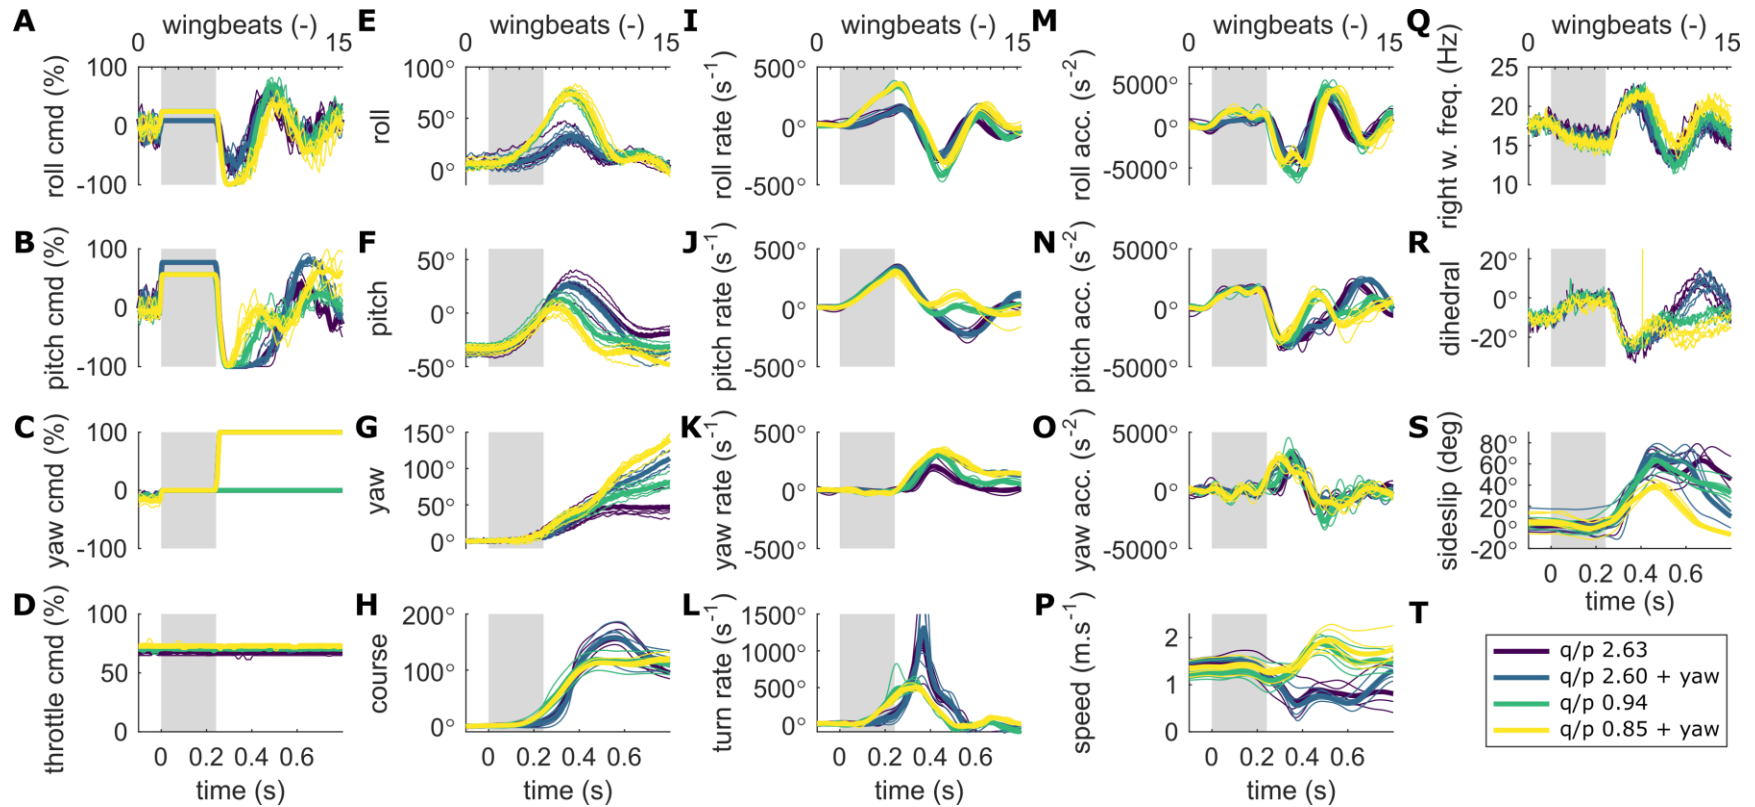 A
wingbeats (-)
0 15
roll cmd (%)
100
0
-100
E
wingbeats (-)
0 15
roll
100°
50°
0°
I
wingbeats (-)
0 15
roll rate (s⁻¹)
500°
0°
-500°
M
wingbeats (-)
0 15
roll acc. (s⁻²)
5000°
0°
-5000°
Q
wingbeats (-)
0 15
right w. freq. (Hz)
25
20
15
10
B
pitch cmd (%)
100
0
-100
F
pitch
50°
0°
-50°
J
pitch rate (s⁻¹)
500°
0°
-500°
N
pitch acc. (s⁻²)
5000°
0°
-5000°
R
dihedral
20°
0°
-20°
C
yaw cmd (%)
100
0
-100
G
yaw
150°
100°
50°
0°
K
yaw rate (s⁻¹)
500°
0°
-500°
O
yaw acc. (s⁻²)
5000°
0°
-5000°
S
sideslip (deg)
80°
60°
40°
20°
0°
-20°
0 0.2 0.4 0.6
time (s)
D
throttle cmd (%)
100
50
0
0 0.2 0.4 0.6
time (s)
H
course
200°
100°
0°
0 0.2 0.4 0.6
time (s)
L
turn rate (s⁻¹)
1500°
1000°
500°
0°
0 0.2 0.4 0.6
time (s)
P
speed (m.s⁻¹)
2
1
0
0 0.2 0.4 0.6
time (s)
T
q/p 2.63
q/p 2.60 + yaw
q/p 0.94
q/p 0.85 + yaw